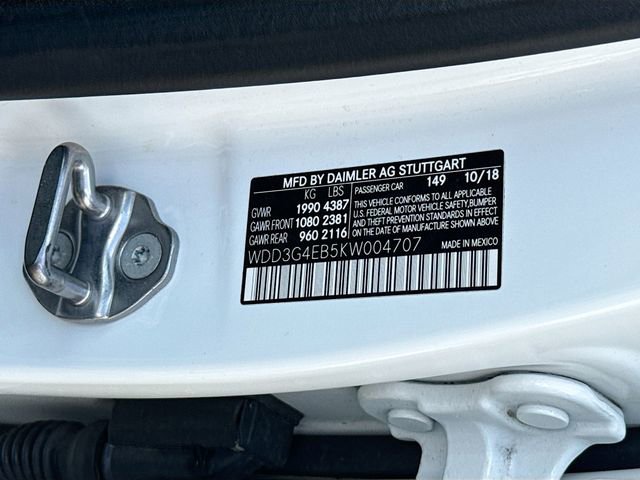 MFD BY DAIMLER AG STUTTGART
KG LBS
GVWR 1990 4387
GAWR FRONT 1080 2381
GAWR REAR 960 2116
PASSENGER CAR 149 10/18
THIS VEHICLE CONFORMS TO ALL APPLICABLE
U.S. FEDERAL MOTOR VEHICLE SAFETY, BUMPER
AND THEFT PREVENTION STANDARDS IN EFFECT
ON DATE OF MANUFACTURE SHOWN ABOVE
WDD3G4EB5KW004707 MADE IN MEXICO